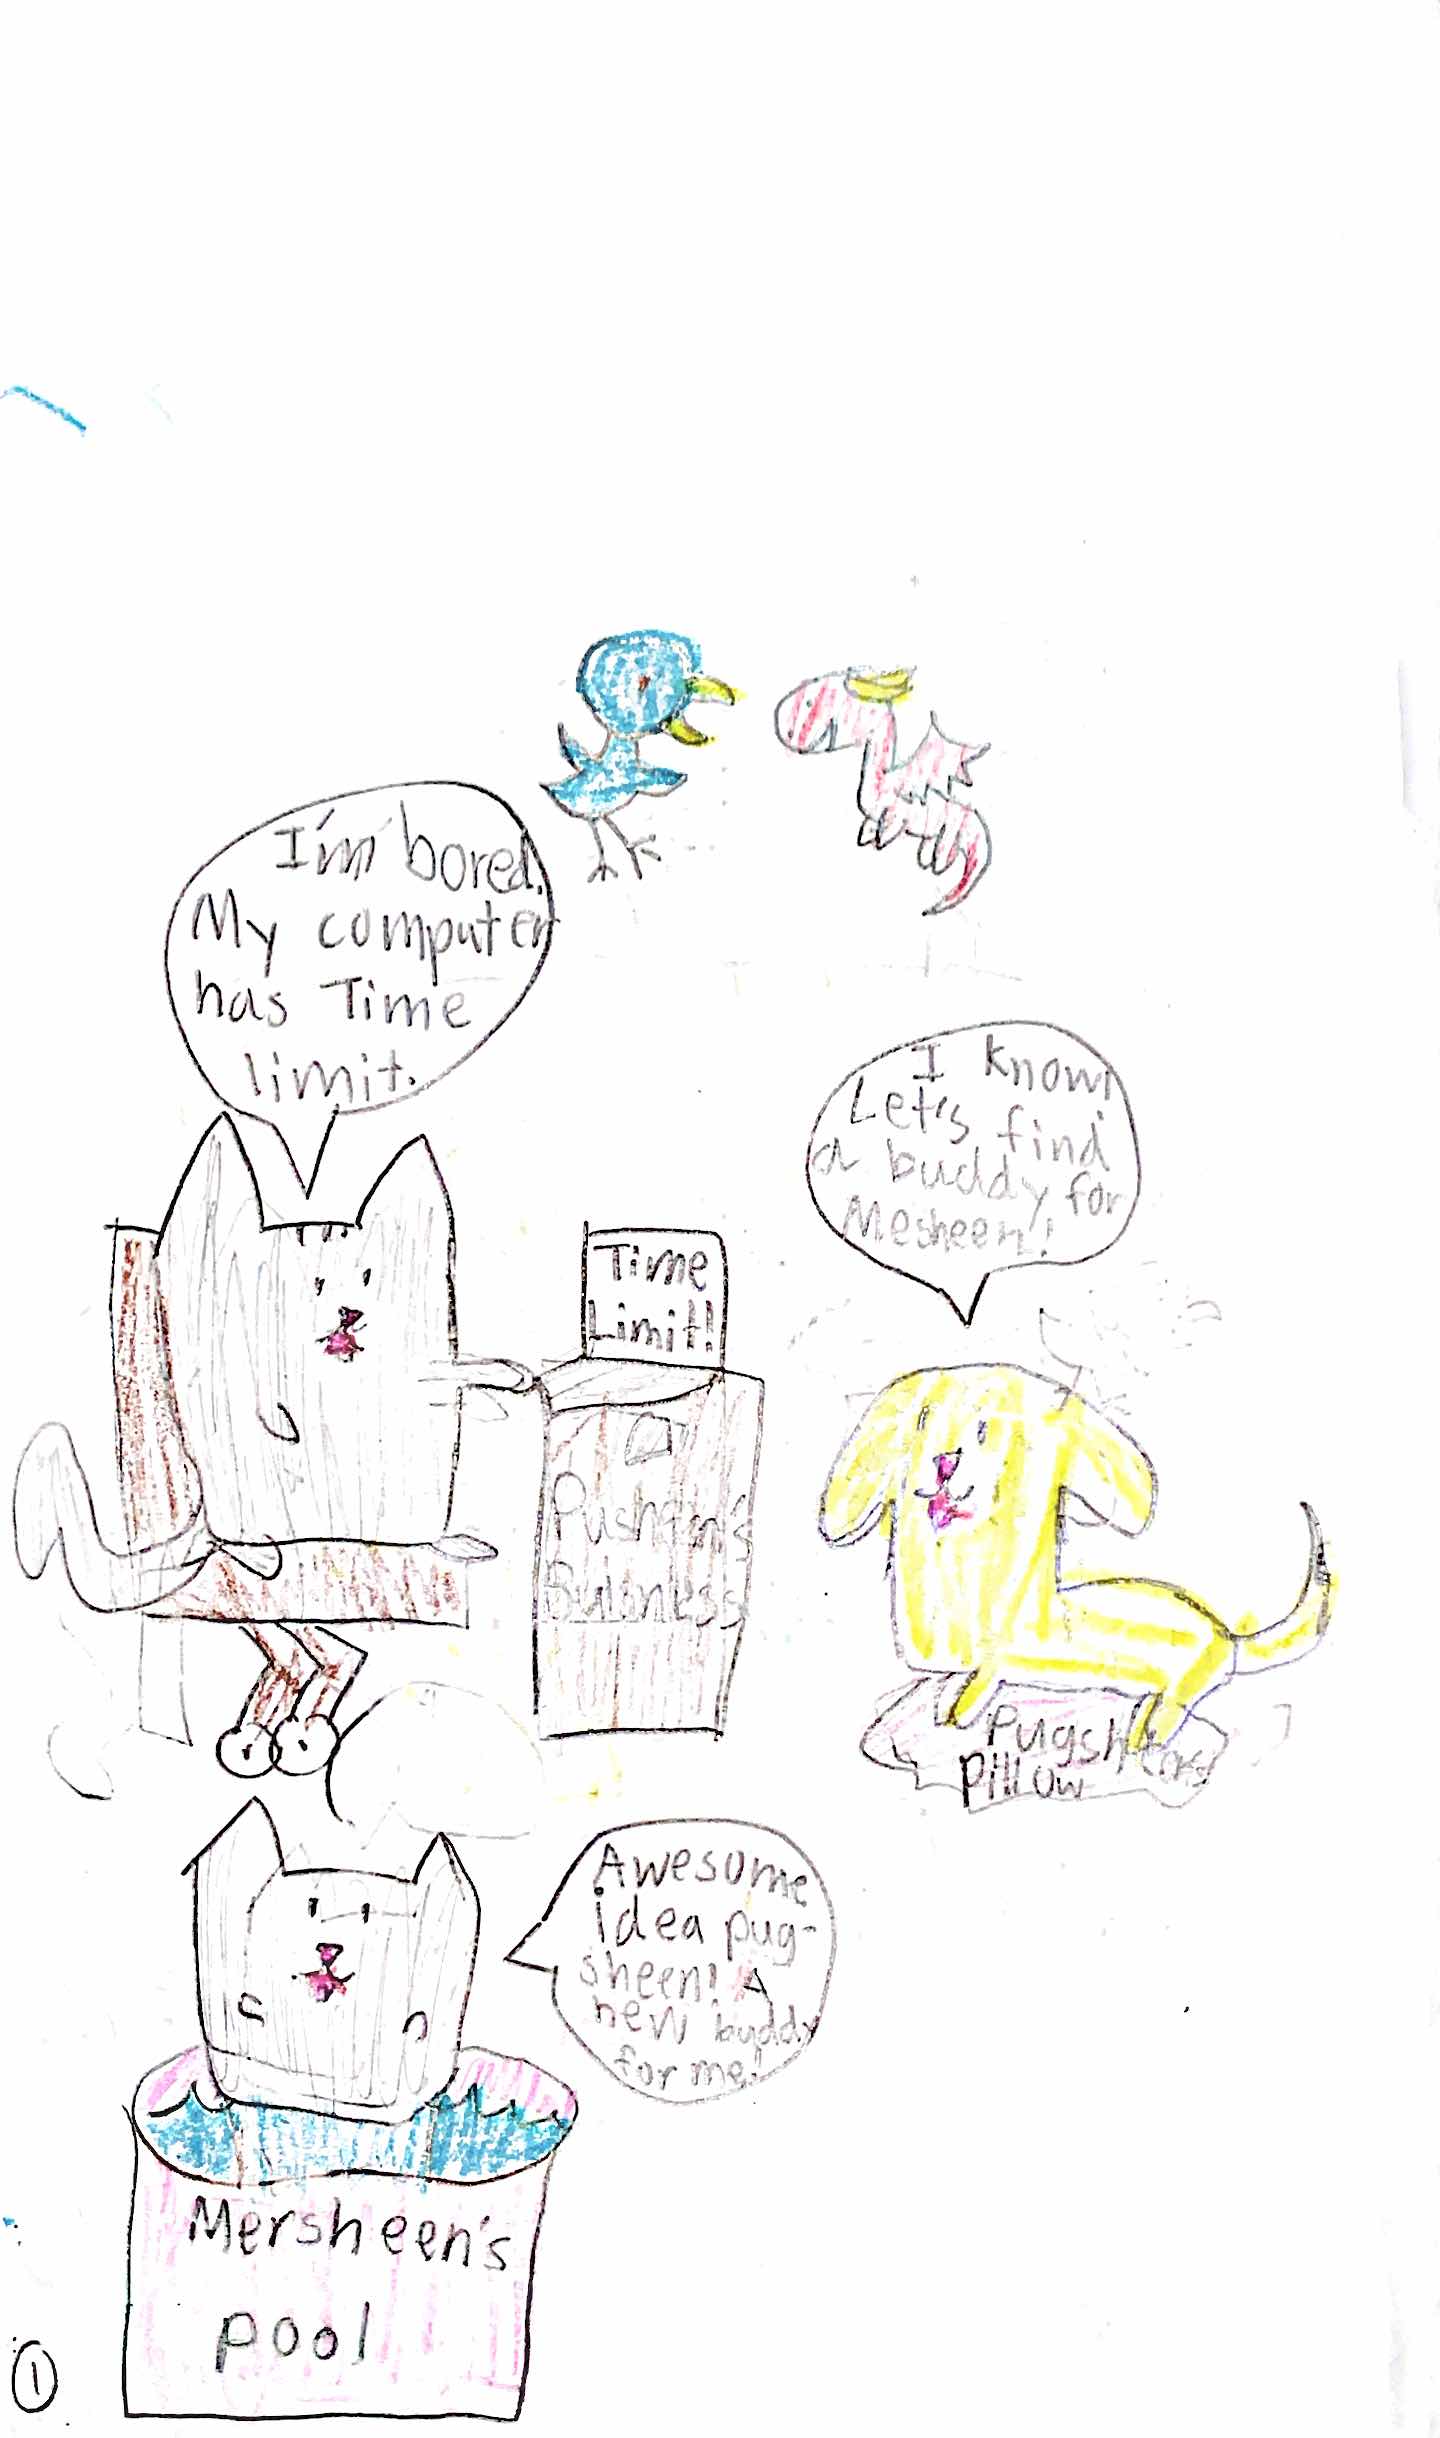 I'm bored.
My computer
has Time
limit.
I know!
Let's find
a buddy for
Mesheen!
Time
Limit!
Pusheen's
Pugsheen's
Pillow
Awesome
idea pug-
sheen! A
new buddy
for me!
Mersheen's
pool
1